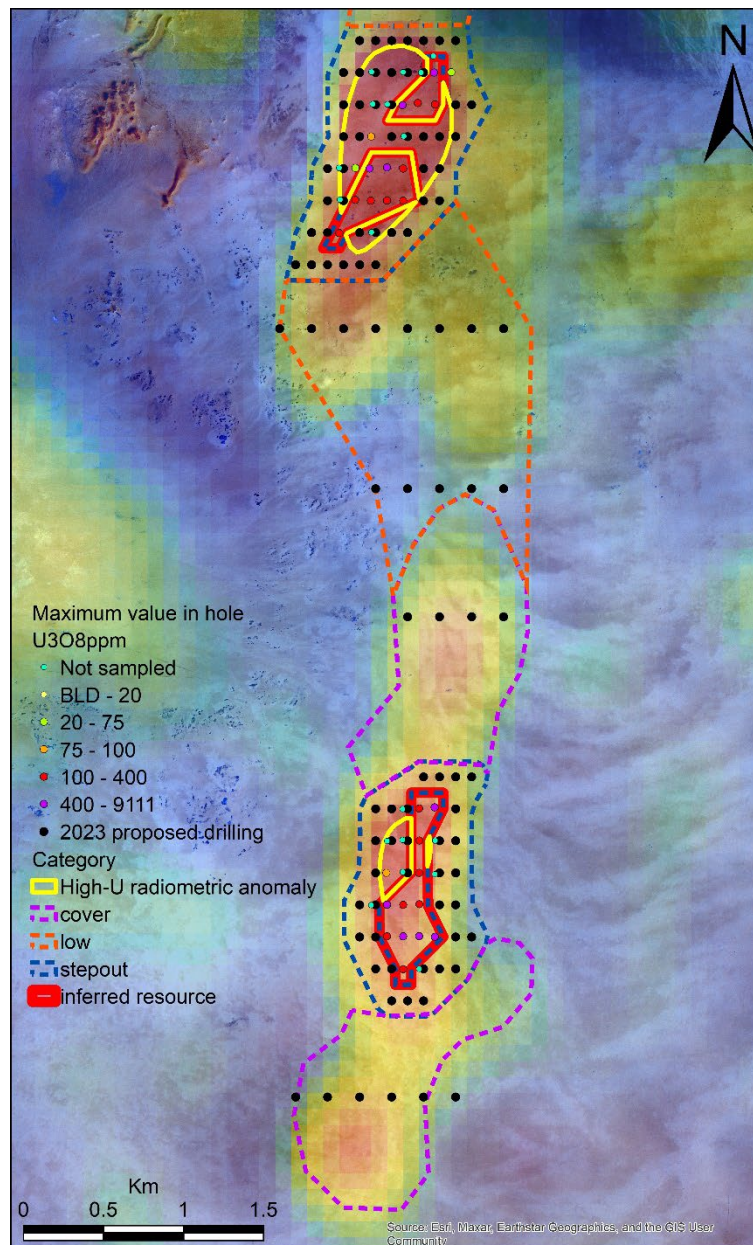 N
Maximum value in hole
U3O8ppm
Not sampled
BLD - 20
20 - 75
75 - 100
100 - 400
400 - 9111
2023 proposed drilling
Category
High-U radiometric anomaly
cover
low
stepout
inferred resource
Km
0 0.5 1 1.5
Source: Esri, Maxar, Earthstar Geographics, and the GIS User
Community